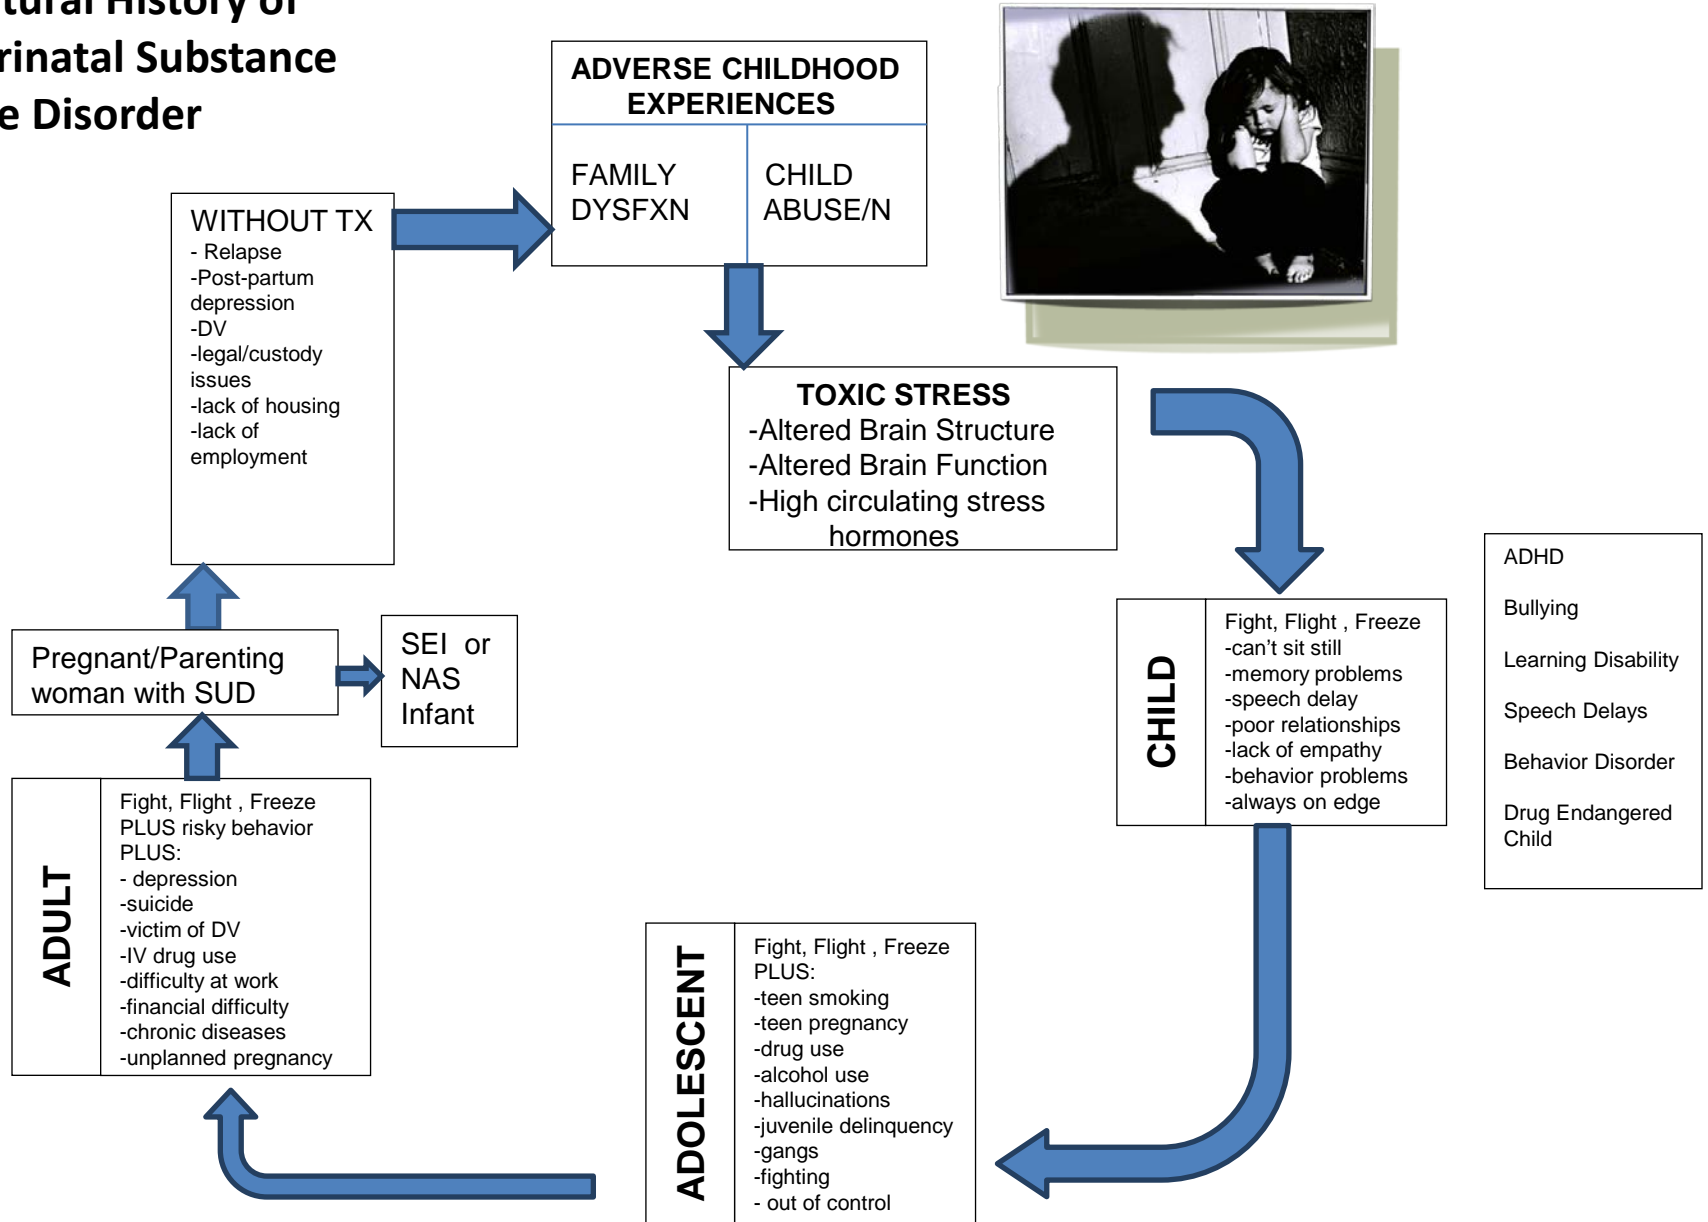 tural History of
rinatal Substance
e Disorder
ADVERSE CHILDHOOD
EXPERIENCES
FAMILY
DYSFXN
CHILD
ABUSE/N
WITHOUT TX
- Relapse
-Post-partum
depression
-DV
-legal/custody
issues
-lack of housing
-lack of
employment
TOXIC STRESS
-Altered Brain Structure
-Altered Brain Function
-High circulating stress
hormones
Pregnant/Parenting
woman with SUD
SEI or
NAS
Infant
CHILD
Fight, Flight , Freeze
-can't sit still
-memory problems
-speech delay
-poor relationships
-lack of empathy
-behavior problems
-always on edge
ADHD
Bullying
Learning Disability
Speech Delays
Behavior Disorder
Drug Endangered
Child
ADULT
Fight, Flight , Freeze
PLUS risky behavior
PLUS:
- depression
-suicide
-victim of DV
-IV drug use
-difficulty at work
-financial difficulty
-chronic diseases
-unplanned pregnancy
ADOLESCENT
Fight, Flight , Freeze
PLUS:
-teen smoking
-teen pregnancy
-drug use
-alcohol use
-hallucinations
-juvenile delinquency
-gangs
-fighting
- out of control